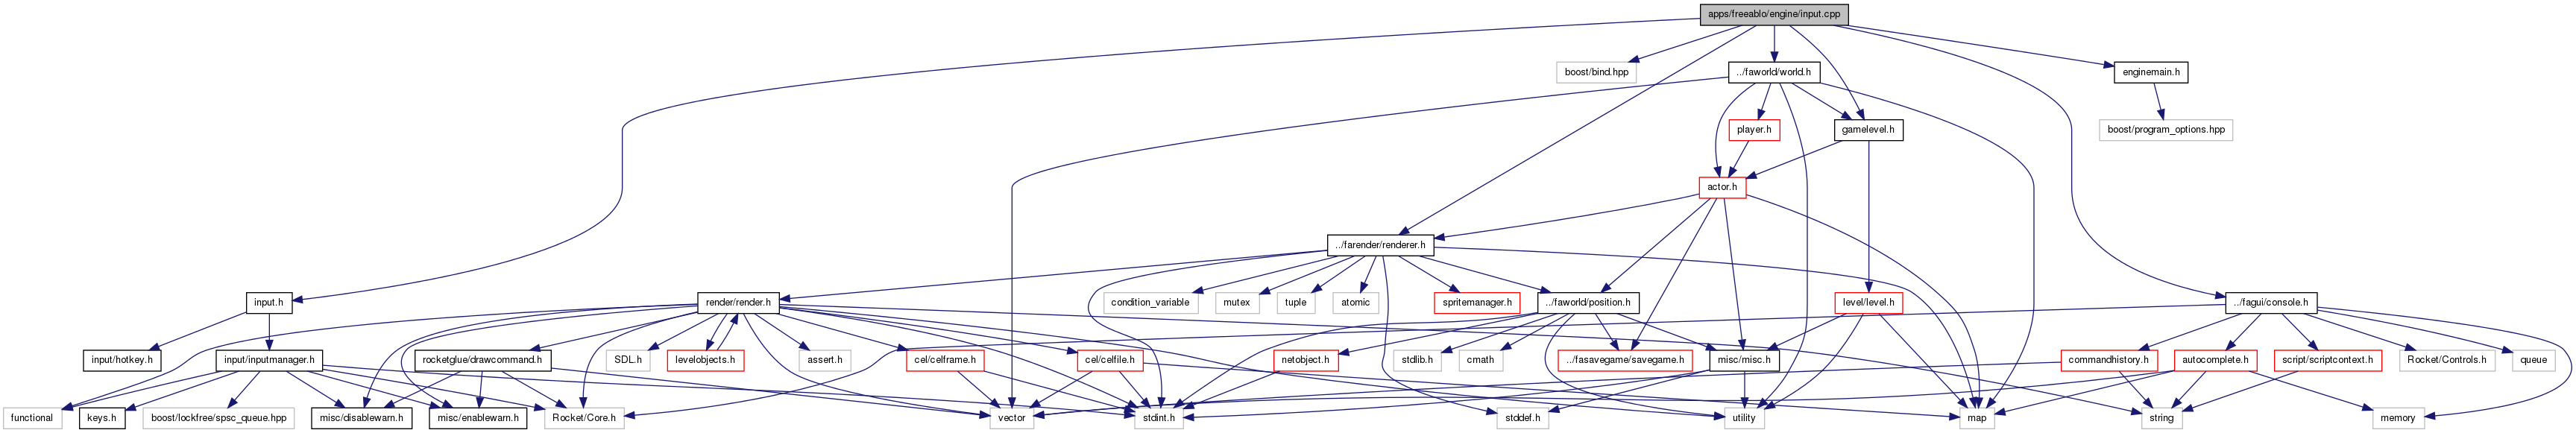 apps/freeablo/engine/input.cpp
boost/bind.hpp
../faworld/world.h
enginemain.h
player.h
gamelevel.h
boost/program_options.hpp
actor.h
../farender/renderer.h
input.h
render/render.h
condition_variable
mutex
tuple
atomic
spritemanager.h
../faworld/position.h
level/level.h
../fagui/console.h
input/hotkey.h
input/inputmanager.h
rocketglue/drawcommand.h
SDL.h
levelobjects.h
assert.h
cel/celframe.h
cel/celfile.h
netobject.h
stdlib.h
cmath
.../fasavegame/savegame.h
misc/misc.h
commandhistory.h
autocomplete.h
script/scriptcontext.h
Rocket/Controls.h
queue
functional
keys.h
boost/lockfree/spsc_queue.hpp
misc/disablewarn.h
misc/enablewarn.h
Rocket/Core.h
vector
stdint.h
stddef.h
utility
map
string
memory